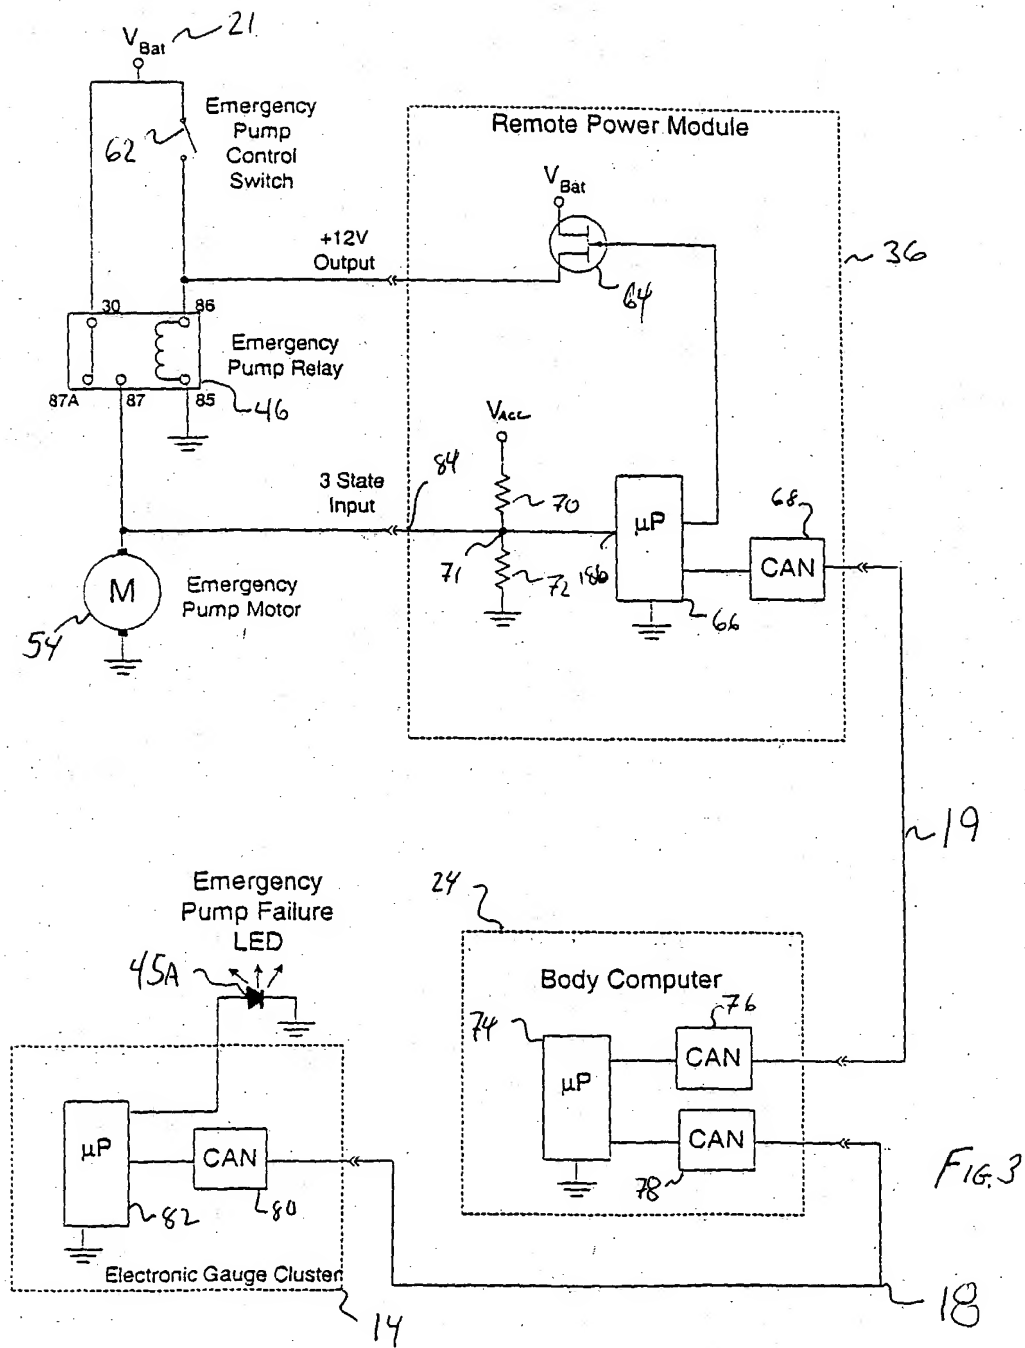 V Bat
21
Emergency
Pump
Control
Switch
62
Remote Power Module
V Bat
+12V
Output
36
64
30
86
Emergency
Pump Relay
87A
87
85
46
VACC
3 State
Input
84
70
μP
68
CAN
71
72
186
66
M
Emergency
Pump Motor
54
19
Emergency
Pump Failure
LED
45A
24
Body Computer
74
76
CAN
μP
CAN
78
μP
CAN
82
80
Electronic Gauge Cluster
14
18
FIG. 3